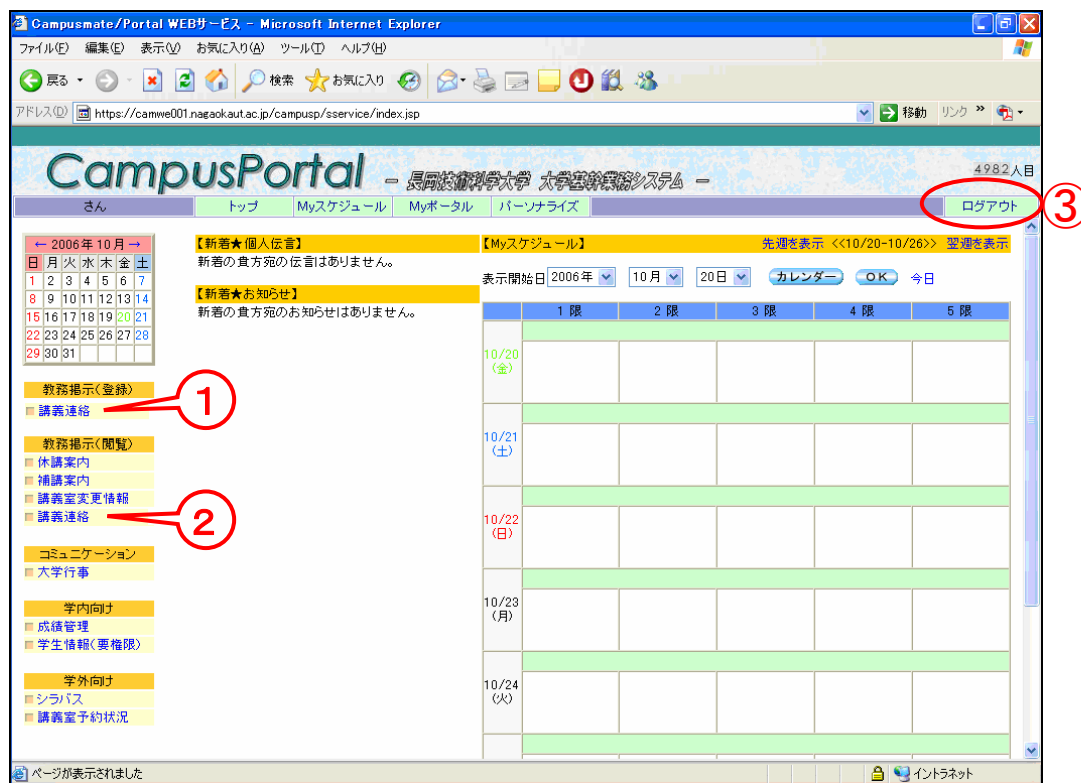 Campusmate/Portal WEBサービス - Microsoft Internet Explorer
ファイル(F) 編集(E) 表示(V) お気に入り(A) ツール(T) ヘルプ(H)
戻る 検索 お気に入り
アドレス(D) https://camwe001.nagaokaut.ac.jp/campusp/sservice/index.jsp 移動 リンク »
CampusPortal - 長岡技術科学大学 大学基幹業務システム -
4982人目
さん トップ Myスケジュール Myポータル パーソナライズ ログアウト
③
← 2006年10月 →
日 月 火 水 木 金 土
1 2 3 4 5 6 7
8 9 10 11 12 13 14
15 16 17 18 19 20 21
22 23 24 25 26 27 28
29 30 31
教務掲示(登録)
講義連絡
1
教務掲示(閲覧)
休講案内
補講案内
講義室変更情報
講義連絡
2
コミュニケーション
大学行事
学内向け
成績管理
学生情報(要権限)
学外向け
シラバス
講義室予約状況
【新着★個人伝言】
新着の貴方宛の伝言はありません。
【新着★お知らせ】
新着の貴方宛のお知らせはありません。
【Myスケジュール】 先週を表示 <<10/20-10/26>> 翌週を表示
表示開始日 2006年 10月 20日 カレンダー OK 今日
1 限 2 限 3 限 4 限 5 限
10/20
(金)
10/21
(土)
10/22
(日)
10/23
(月)
10/24
(火)
ページが表示されました イントラネット